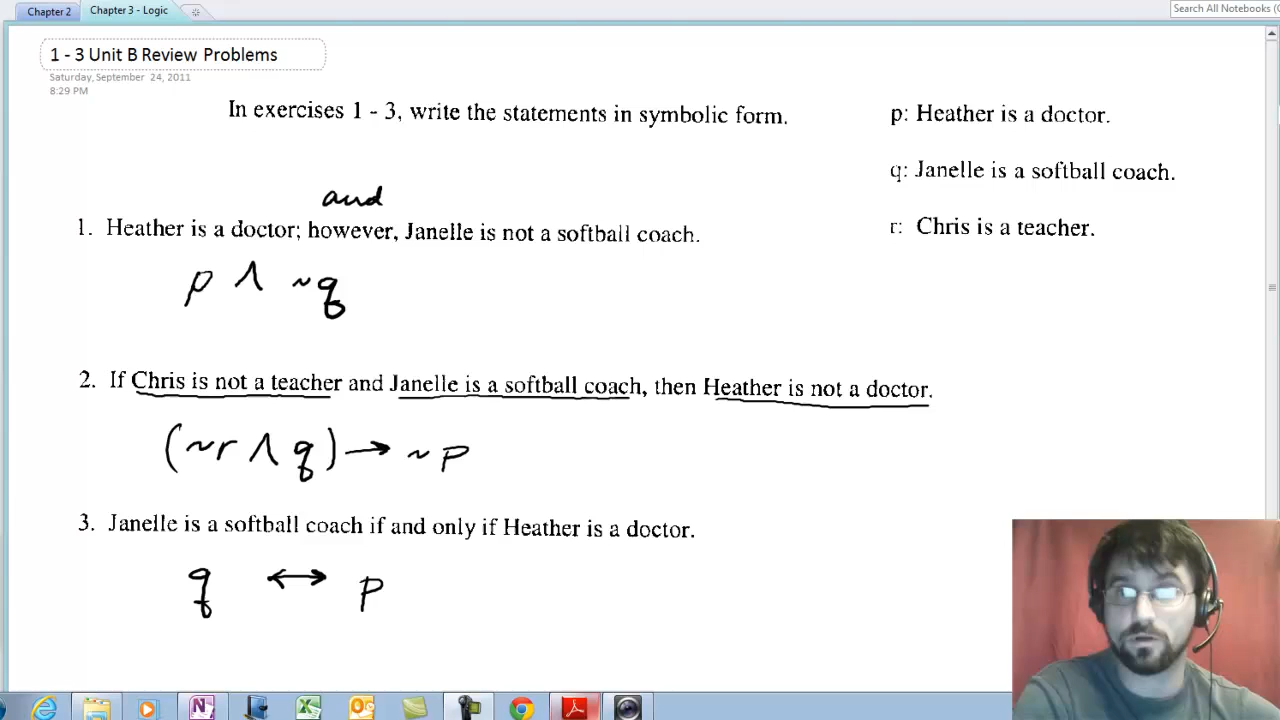 Chapter 2 Chapter 3 - Logic
Search All Notebooks (C
1 - 3 Unit B Review Problems
Saturday, September 24, 2011
8:29 PM
In exercises 1 - 3, write the statements in symbolic form.
p: Heather is a doctor.
q: Janelle is a softball coach.
r: Chris is a teacher.
and
1. Heather is a doctor; however, Janelle is not a softball coach.
p ∧ ~q
2. If Chris is not a teacher and Janelle is a softball coach, then Heather is not a doctor.
(~r ∧ q) → ~p
3. Janelle is a softball coach if and only if Heather is a doctor.
q ↔ p